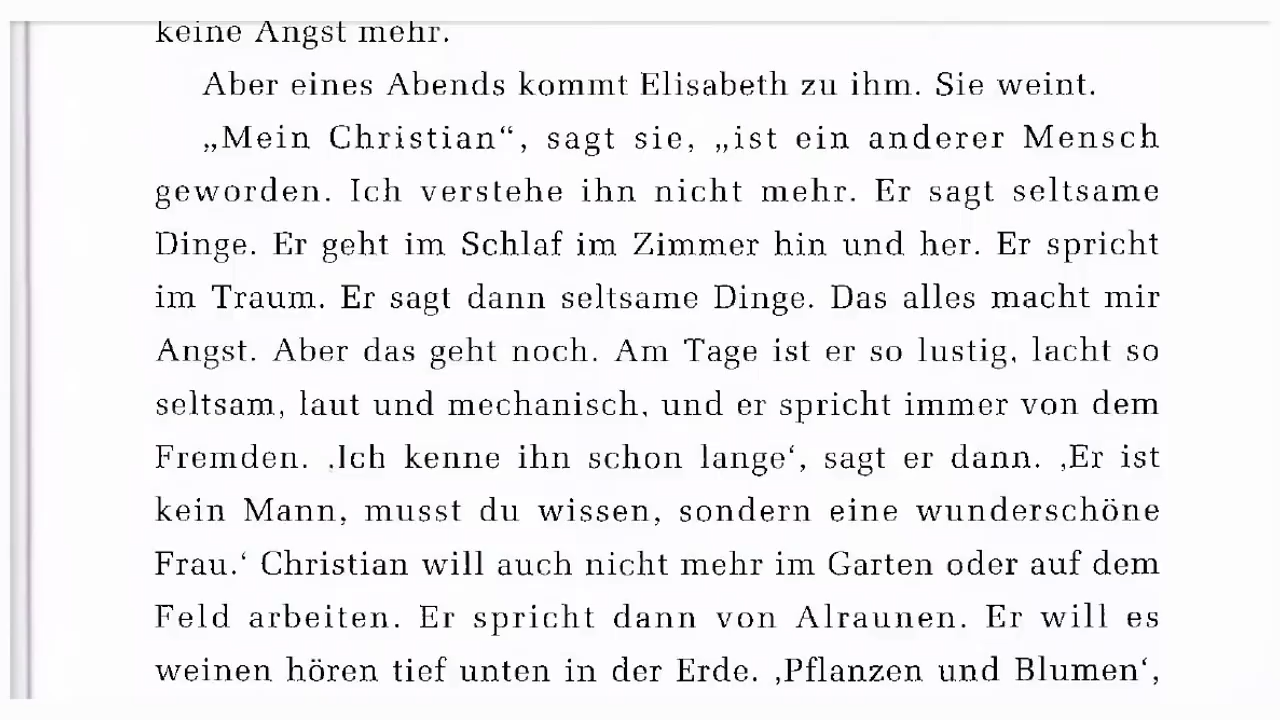 keine Angst mehr.
Aber eines Abends kommt Elisabeth zu ihm. Sie weint.
„Mein Christian“, sagt sie, „ist ein anderer Mensch
geworden. Ich verstehe ihn nicht mehr. Er sagt seltsame
Dinge. Er geht im Schlaf im Zimmer hin und her. Er spricht
im Traum. Er sagt dann seltsame Dinge. Das alles macht mir
Angst. Aber das geht noch. Am Tage ist er so lustig, lacht so
seltsam, laut und mechanisch, und er spricht immer von dem
Fremden. ‚Ich kenne ihn schon lange‘, sagt er dann. ‚Er ist
kein Mann, musst du wissen, sondern eine wunderschöne
Frau.‘ Christian will auch nicht mehr im Garten oder auf dem
Feld arbeiten. Er spricht dann von Alraunen. Er will es
weinen hören tief unten in der Erde. ‚Pflanzen und Blumen‘,